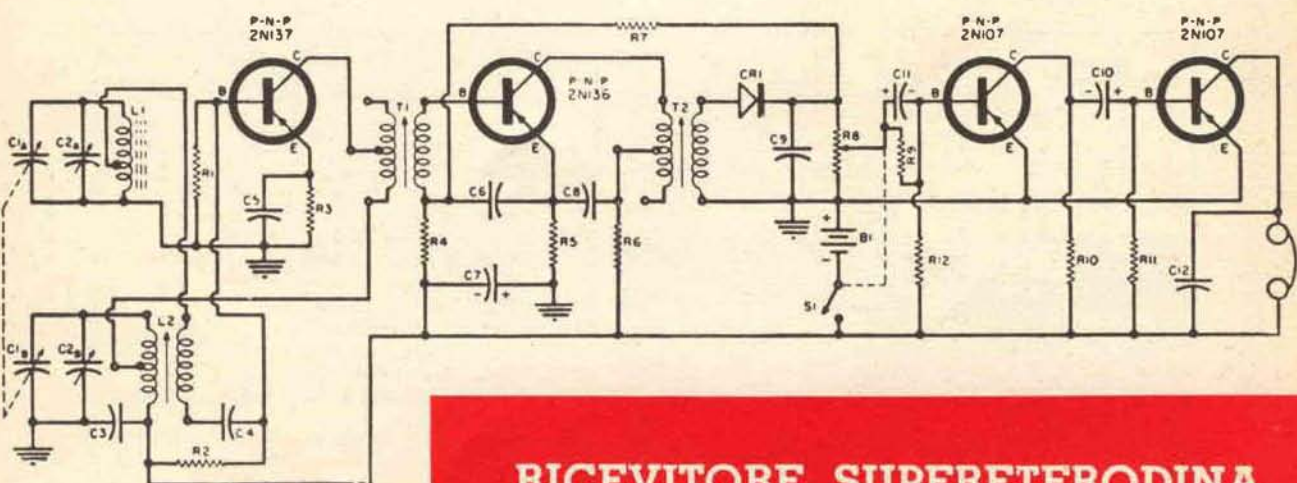 P-N-P
2N137
P-N-P
2N136
P-N-P
2N107
P-N-P
2N107
R7
C
B
E
C
B
E
C
B
E
C
B
E
L1
C1A
C2A
R1
C5
R3
T1
T2
CR1
C9
R8
C11
+ -
R9
C10
- +
C6
C8
R4
R5
R6
C7
- +
+
B1
-
S1
R12
R10
R11
C12
L2
C1B
C2B
C3
C4
R2
RICEVITORE SUPERETERODINA